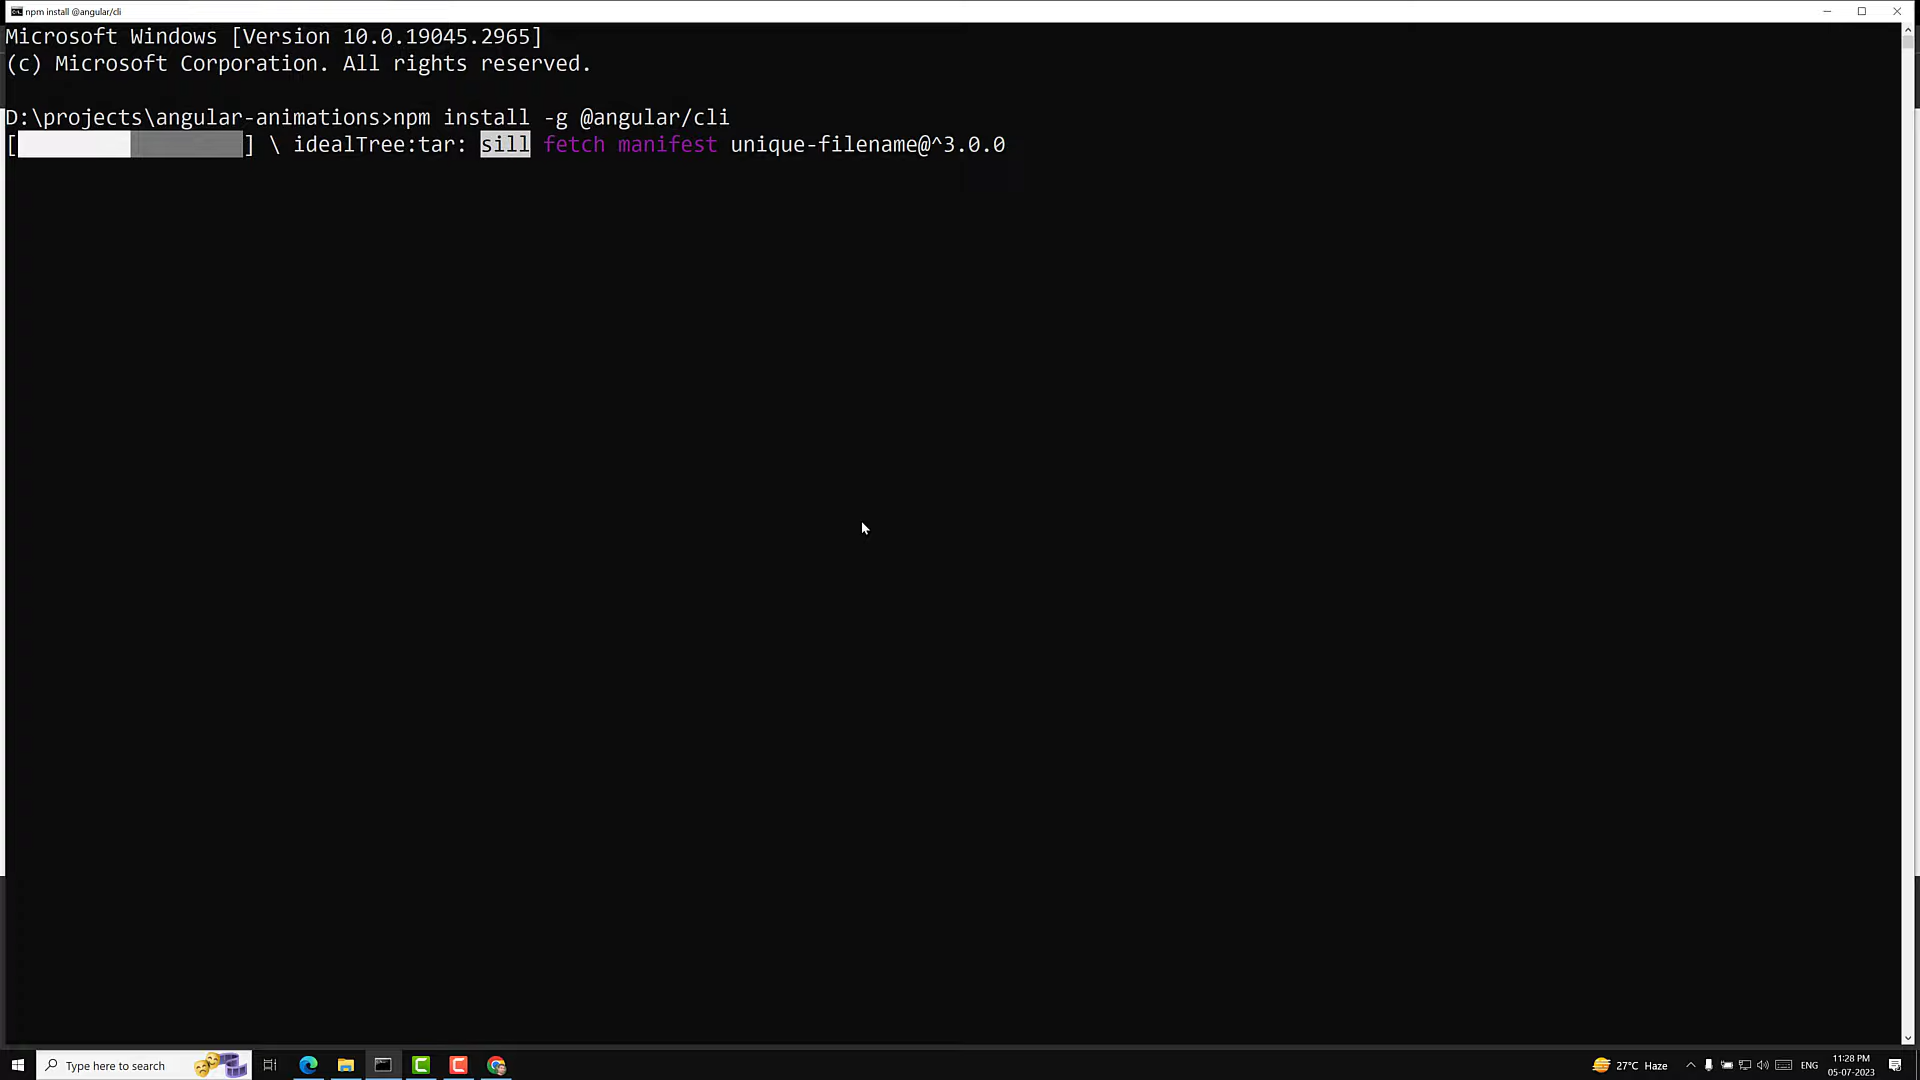 npm install @angular/cli
Microsoft Windows [Version 10.0.19045.2965]
(c) Microsoft Corporation. All rights reserved.
D:\projects\angular-animations>npm install -g @angular/cli
[ ] \ idealTree:tar: sill fetch manifest unique-filename@^3.0.0
Type here to search
27°C Haze
ENG
11:28 PM
05-07-2023